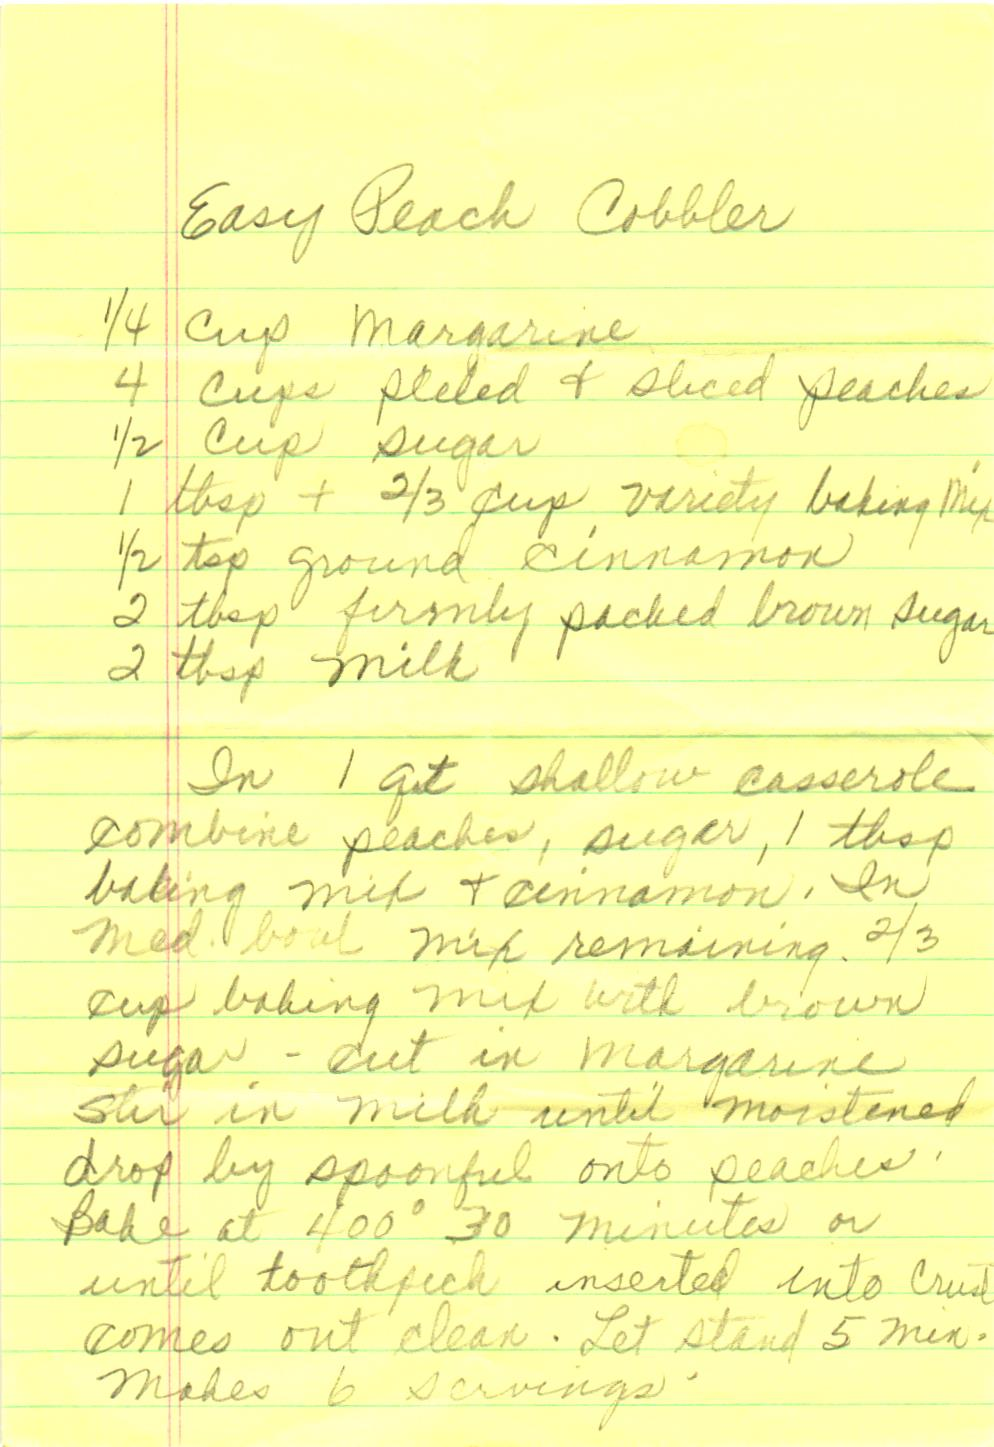 Easy Peach Cobbler
1/4 cup Margarine
4 cups peeled + sliced peaches
1/2 cup sugar
1 tbsp + 2/3 cup variety baking Mix
1/2 tsp ground cinnamon
2 tbsp firmly packed brown sugar
2 tbsp Milk
In 1 qt shallow casserole
combine peaches, sugar, 1 tbsp
baking mix + cinnamon. In
Med. bowl mix remaining 2/3
cup baking mix with brown
sugar - cut in Margarine
Stir in milk until moistened
drop by spoonful onto peaches.
Bake at 400° 30 minutes or
until toothpick inserted into Crust
comes out clean. Let stand 5 Min.
Makes 6 servings.